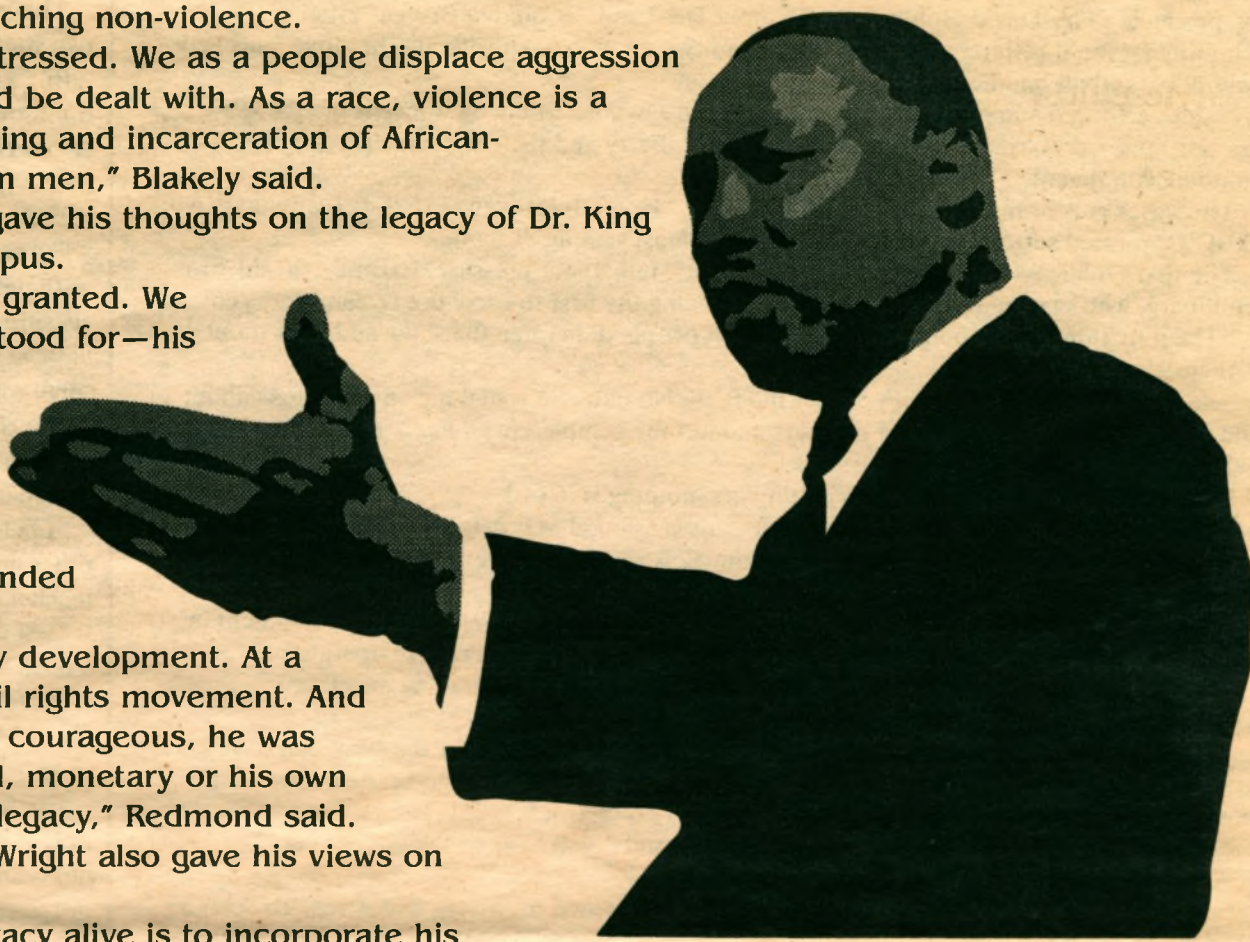 ching non-violence.
tressed. We as a people displace aggression
d be dealt with. As a race, violence is a
ing and incarceration of African-
n men," Blakely said.
gave his thoughts on the legacy of Dr. King
pus.
granted. We
tood for—his
nded
y development. At a
il rights movement. And
courageous, he was
l, monetary or his own
legacy," Redmond said.
Wright also gave his views on
acy alive is to incorporate his